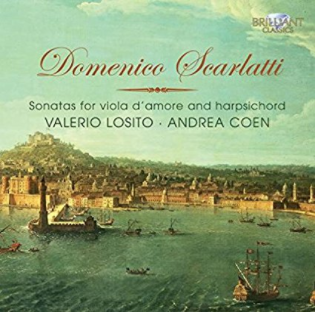 BRILLIANT
CLASSICS
Domenico Scarlatti
Sonatas for viola d'amore and harpsichord
VALERIO LOSITO · ANDREA COEN